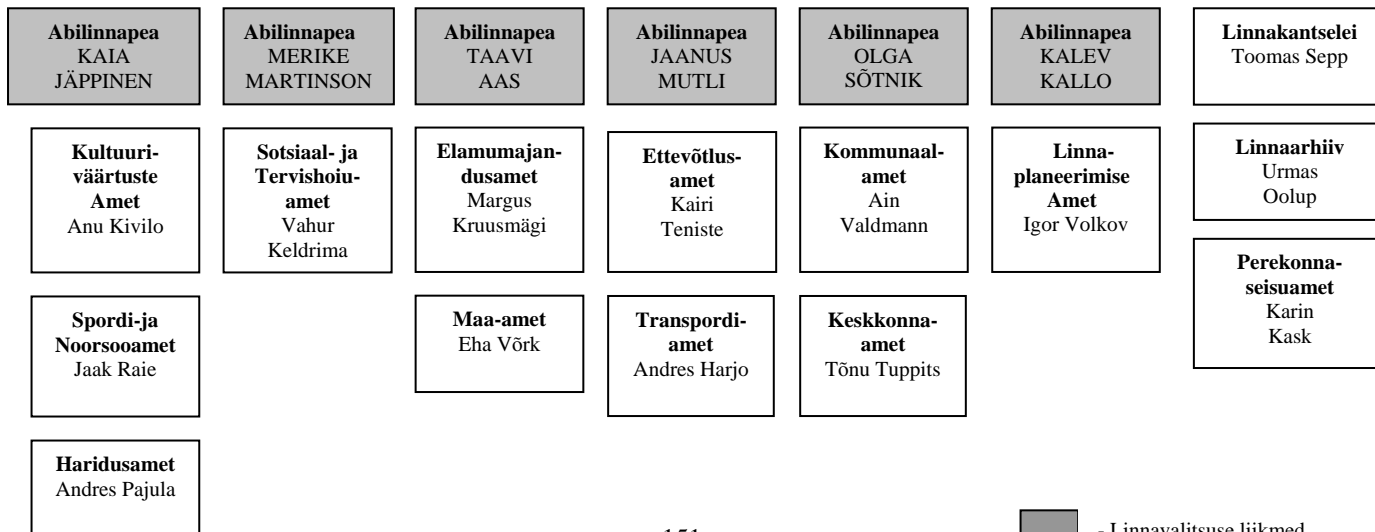 Abilinnapea
KAIA
JÄPPINEN
Abilinnapea
MERIKE
MARTINSON
Abilinnapea
TAAVI
AAS
Abilinnapea
JAANUS
MUTLI
Abilinnapea
OLGA
SÕTNIK
Abilinnapea
KALEV
KALLO
Linnakantselei
Toomas Sepp
Kultuuri-
väärtuste
Amet
Anu Kivilo
Sotsiaal- ja
Tervishoiu-
amet
Vahur
Keldrima
Elamumajan-
dusamet
Margus
Kruusmägi
Ettevõtlus-
amet
Kairi
Teniste
Kommunaal-
amet
Ain
Valdmann
Linna-
planeerimise
Amet
Igor Volkov
Linnaarhiiv
Urmas
Oolup
Perekonna-
seisuamet
Karin
Kask
Spordi-ja
Noorsooamet
Jaak Raie
Maa-amet
Eha Võrk
Transpordi-
amet
Andres Harjo
Keskkonna-
amet
Tõnu Tuppits
Haridusamet
Andres Pajula
151
- Linnavalitsuse liikmed